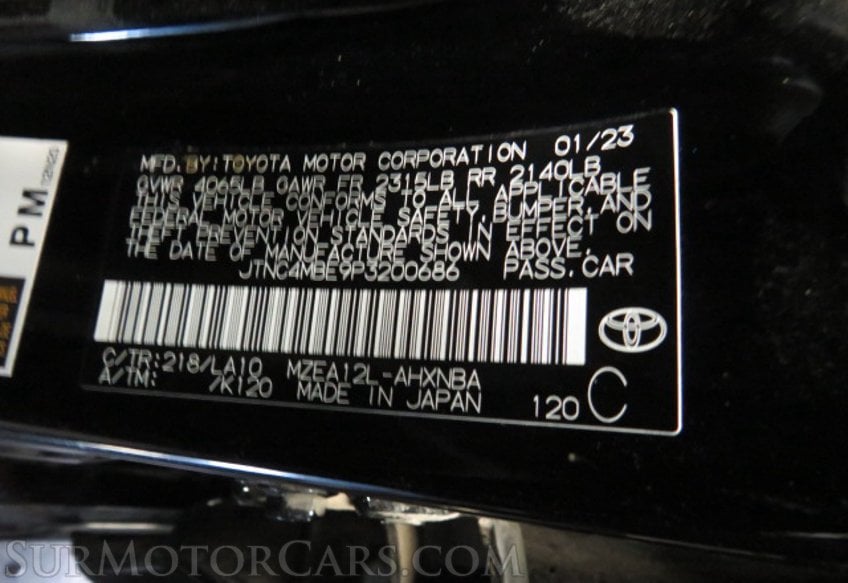 PM
MFD. BY: TOYOTA MOTOR CORPORATION 01/23
GVWR 4065LB GAWR FR 2315LB RR 2140LB
THIS VEHICLE CONFORMS TO ALL APPLICABLE
FEDERAL MOTOR VEHICLE SAFETY, BUMPER, AND
THEFT PREVENTION STANDARDS IN EFFECT ON
THE DATE OF MANUFACTURE SHOWN ABOVE.
JTNC4MBE9P3200686 PASS. CAR
C/TR: 218/LA10 MZEA12L-AHXNBA
A/TM: /K120 MADE IN JAPAN 120 C
SURMOTORCARS.COM